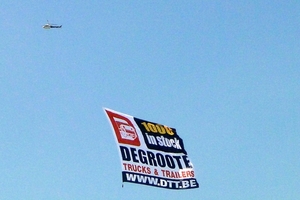 1000
in stock
DEGROOTE
TRUCKS & TRAILERS
WWW.DTT.BE